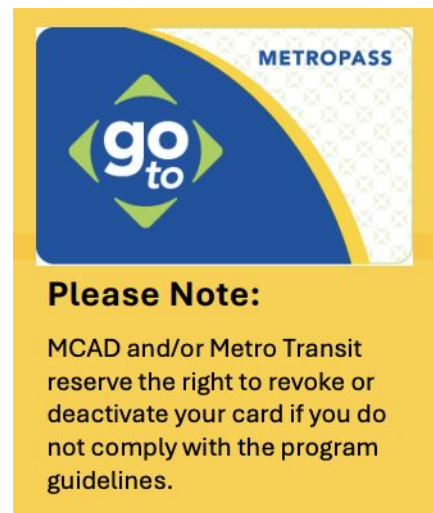 METROPASS
go
to
Please Note:
MCAD and/or Metro Transit
reserve the right to revoke or
deactivate your card if you do
not comply with the program
guidelines.